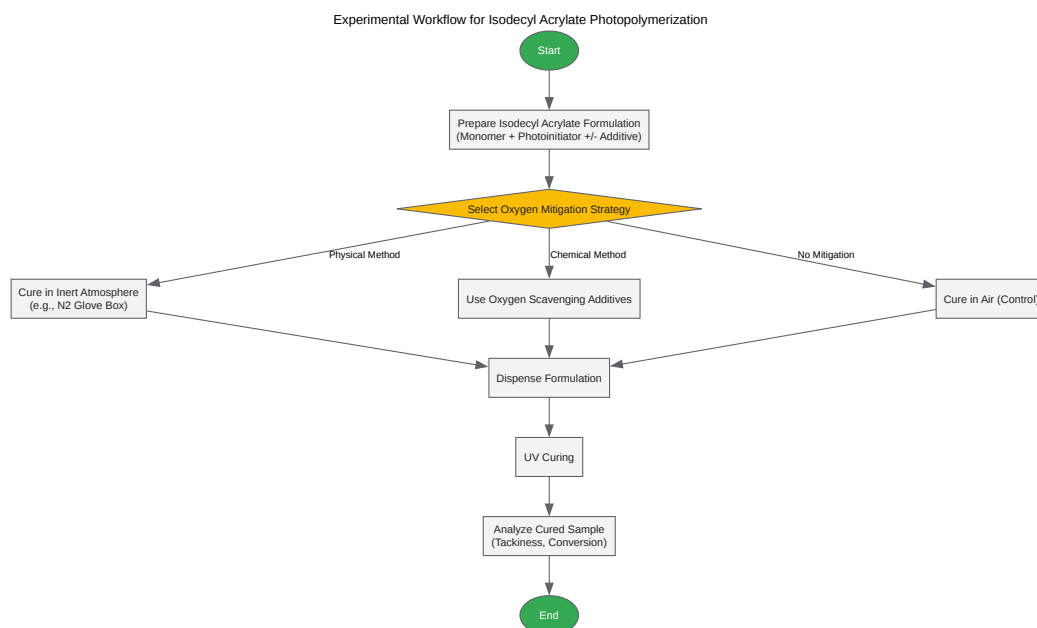 Experimental Workflow for Isodecyl Acrylate Photopolymerization
Start
Prepare Isodecyl Acrylate Formulation
(Monomer + Photoinitiator +/- Additive)
Select Oxygen Mitigation Strategy
Physical Method
Chemical Method
No Mitigation
Cure in Inert Atmosphere
(e.g., N2 Glove Box)
Use Oxygen Scavenging Additives
Cure in Air (Control)
Dispense Formulation
UV Curing
Analyze Cured Sample
(Tackiness, Conversion)
End